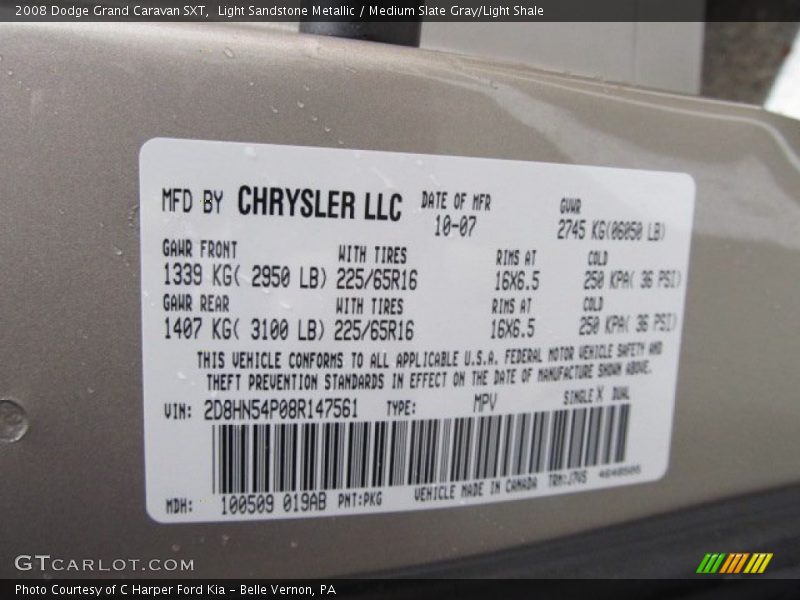 2008 Dodge Grand Caravan SXT,  Light Sandstone Metallic / Medium Slate Gray/Light Shale
MFD BY CHRYSLER LLC DATE OF MFR GVWR
10-07 2745 KG(06050 LB)
GAWR FRONT WITH TIRES RIMS AT COLD
1339 KG( 2950 LB) 225/65R16 16X6.5 250 KPA( 36 PSI)
GAWR REAR WITH TIRES RIMS AT COLD
1407 KG( 3100 LB) 225/65R16 16X6.5 250 KPA( 36 PSI)
THIS VEHICLE CONFORMS TO ALL APPLICABLE U.S.A. FEDERAL MOTOR VEHICLE SAFETY AND
THEFT PREVENTION STANDARDS IN EFFECT ON THE DATE OF MANUFACTURE SHOWN ABOVE.
VIN: 2D8HN54P08R147561 TYPE: MPV SINGLE X DUAL
MDH: 100509 019AB PNT:PKG VEHICLE MADE IN CANADA TRM:J7W5
GTCARLOT.COM
Photo Courtesy of C Harper Ford Kia – Belle Vernon, PA